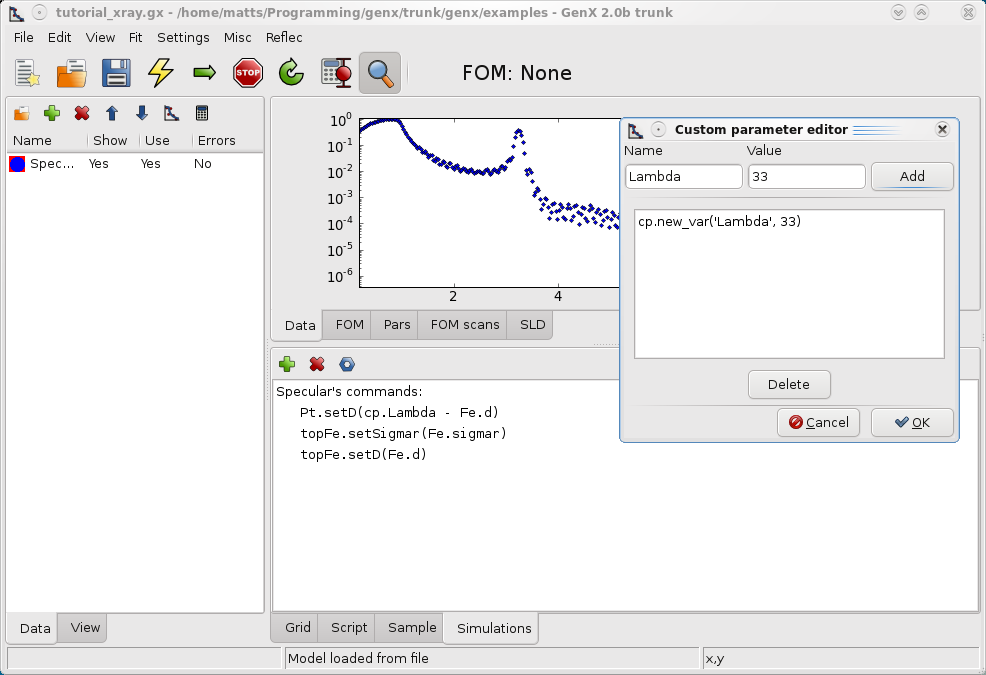 tutorial_xray.gx - /home/matts/Programming/genx/trunk/genx/examples - GenX 2.0b trunk
File Edit View Fit Settings Misc Reflec
STOP
FOM: None
Name Show Use Errors
Spec... Yes Yes No
10^0
10^-1
10^-2
10^-3
10^-4
10^-5
10^-6
2 4
Data FOM Pars FOM scans SLD
Specular's commands:
Pt.setD(cp.Lambda - Fe.d)
topFe.setSigmar(Fe.sigmar)
topFe.setD(Fe.d)
Custom parameter editor
Name Value
Lambda 33 Add
cp.new_var('Lambda', 33)
Delete
Cancel OK
Data View
Grid Script Sample Simulations
Model loaded from file x,y